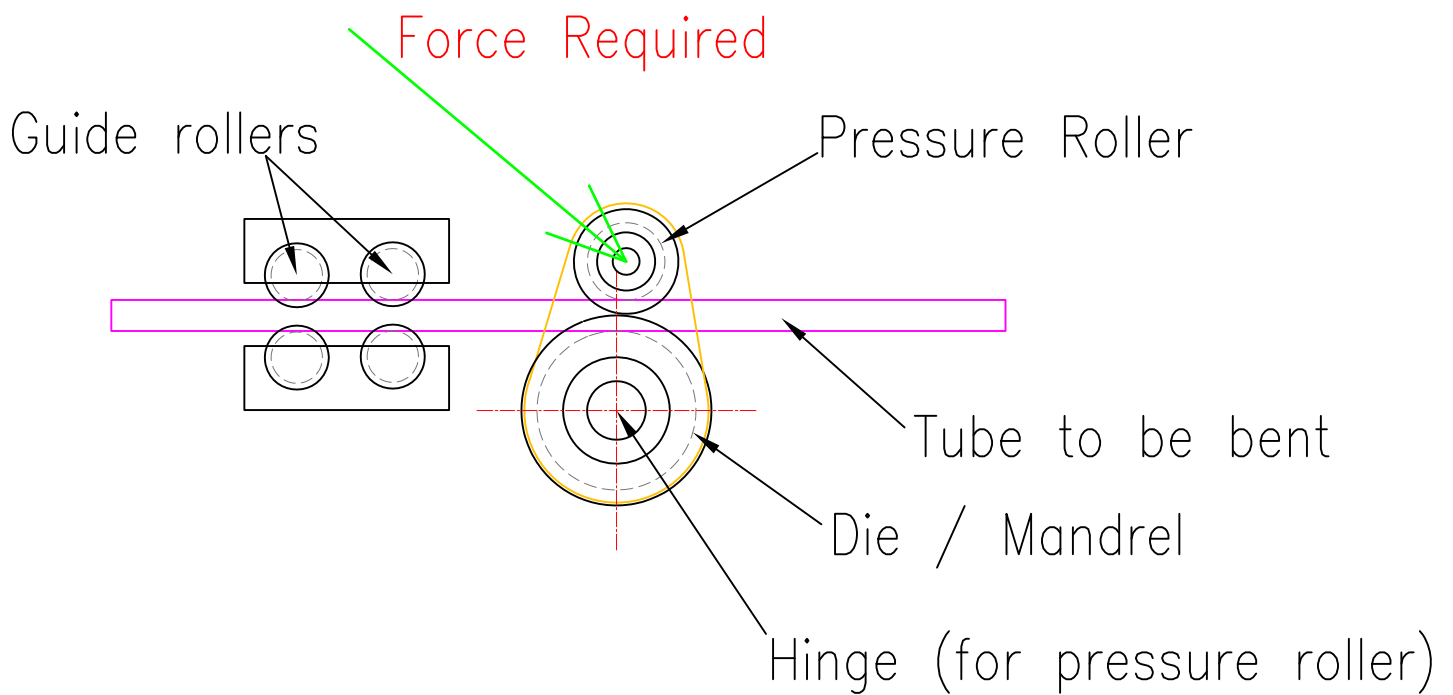 Force Required
Guide rollers
Pressure Roller
Tube to be bent
Die / Mandrel
Hinge (for pressure roller)